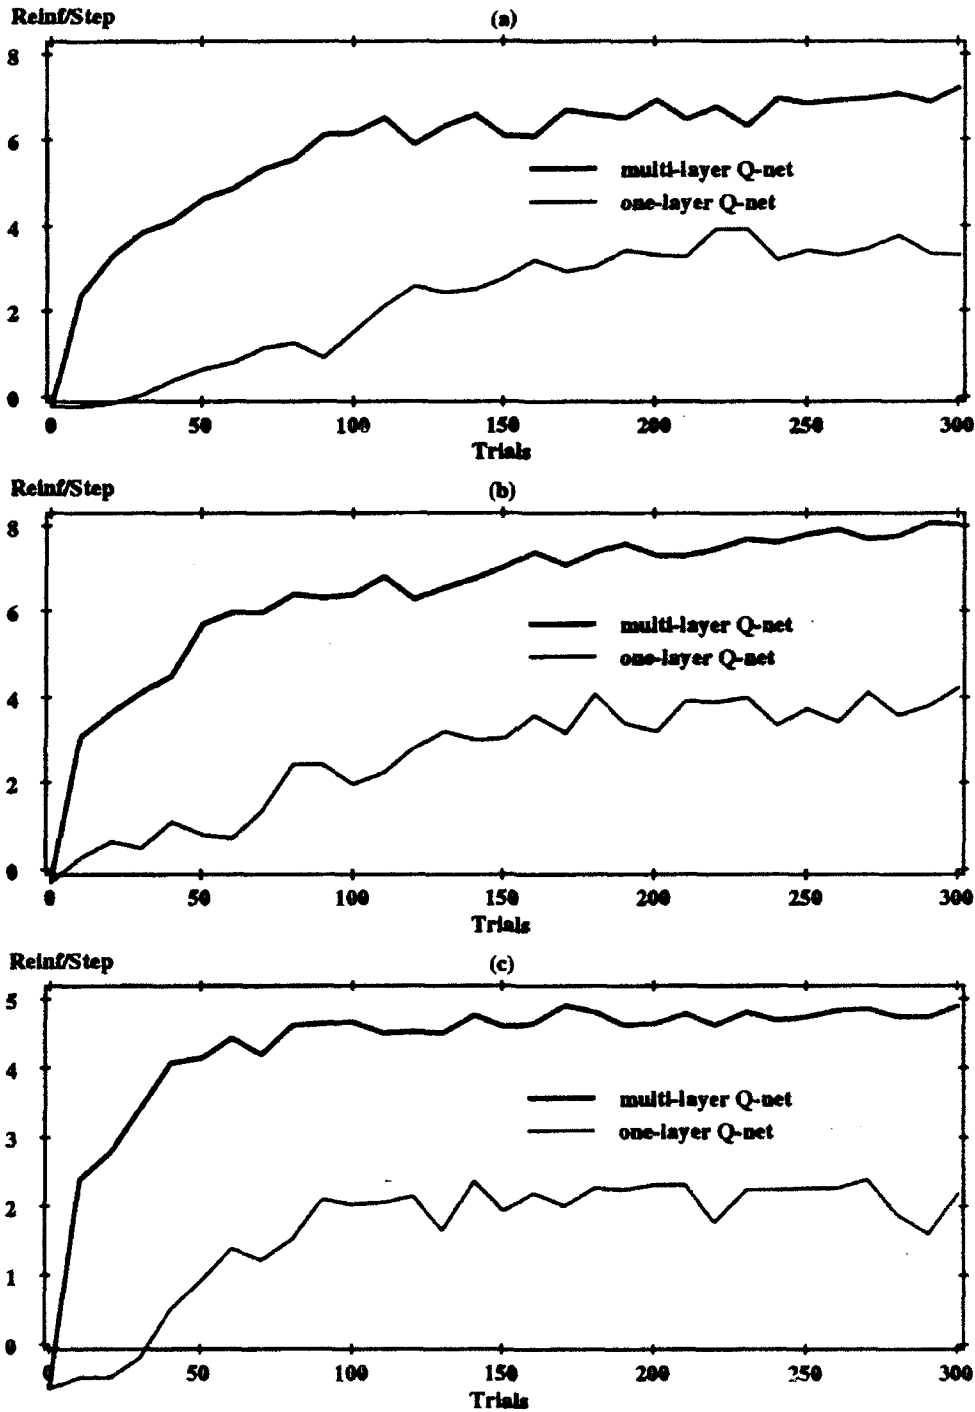 Reinf/Step (a)
8
6
4
2
0
0 50 100 150 200 250 300
Trials
multi-layer Q-net
one-layer Q-net
Reinf/Step (b)
8
6
4
2
0
0 50 100 150 200 250 300
Trials
multi-layer Q-net
one-layer Q-net
Reinf/Step (c)
5
4
3
2
1
0
0 50 100 150 200 250 300
Trials
multi-layer Q-net
one-layer Q-net